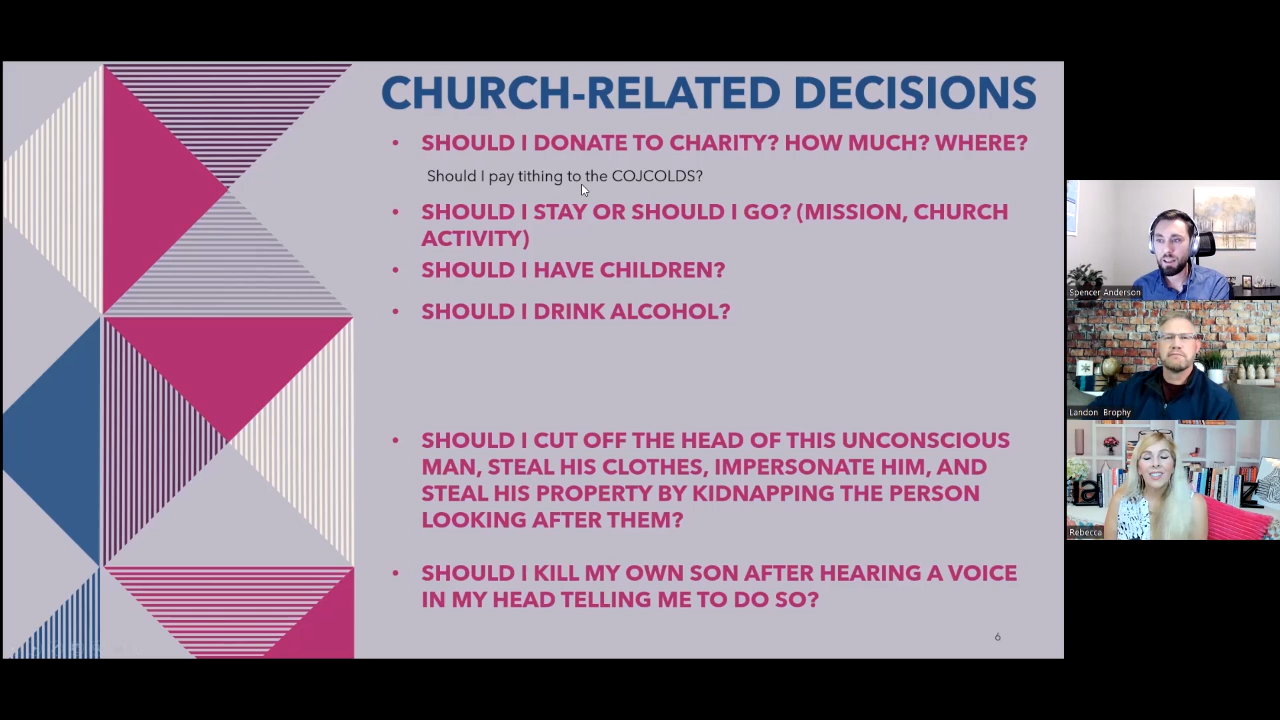 CHURCH-RELATED DECISIONS
• SHOULD I DONATE TO CHARITY? HOW MUCH? WHERE?
Should I pay tithing to the COJCOLDS?
• SHOULD I STAY OR SHOULD I GO? (MISSION, CHURCH
ACTIVITY)
• SHOULD I HAVE CHILDREN?
• SHOULD I DRINK ALCOHOL?
• SHOULD I CUT OFF THE HEAD OF THIS UNCONSCIOUS
MAN, STEAL HIS CLOTHES, IMPERSONATE HIM, AND
STEAL HIS PROPERTY BY KIDNAPPING THE PERSON
LOOKING AFTER THEM?
• SHOULD I KILL MY OWN SON AFTER HEARING A VOICE
IN MY HEAD TELLING ME TO DO SO?
6
Spencer Anderson
Landon Brophy
Rebecca